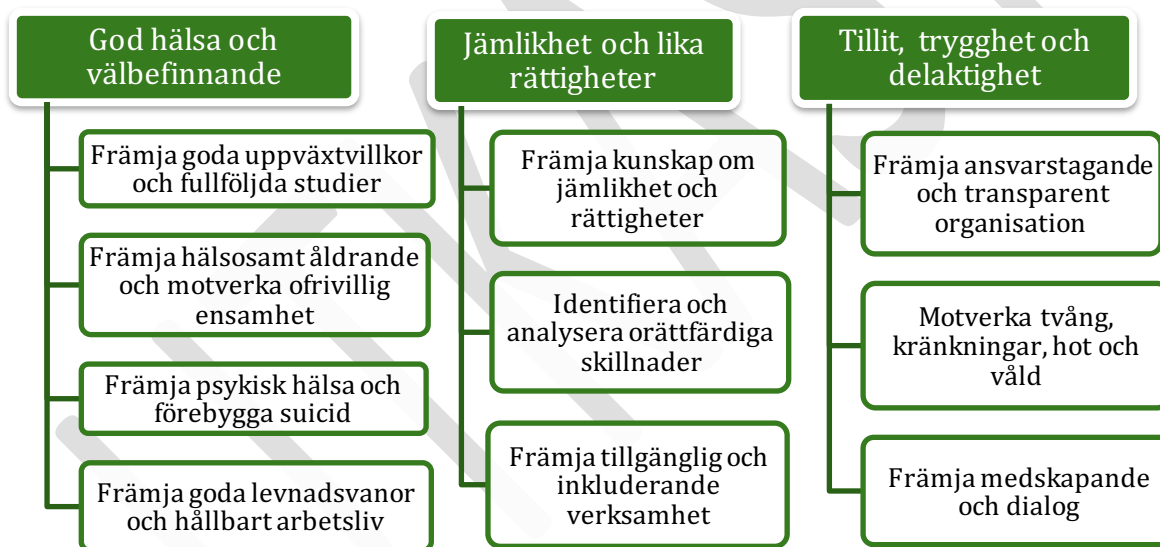 God hälsa och
välbefinnande
Främja goda uppväxtvillkor
och fullföljda studier
Främja hälsosamt åldrande
och motverka ofrivillig
ensamhet
Främja psykisk hälsa och
förebygga suicid
Främja goda levnadsvanor
och hållbart arbetsliv
Jämlikhet och lika
rättigheter
Främja kunskap om
jämlikhet och
rättigheter
Identifiera och
analysera orättfärdiga
skillnader
Främja tillgänglig och
inkluderande
verksamhet
Tillit, trygghet och
delaktighet
Främja ansvarstagande
och transparent
organisation
Motverka tvång,
kränkningar, hot och
våld
Främja medskapande
och dialog